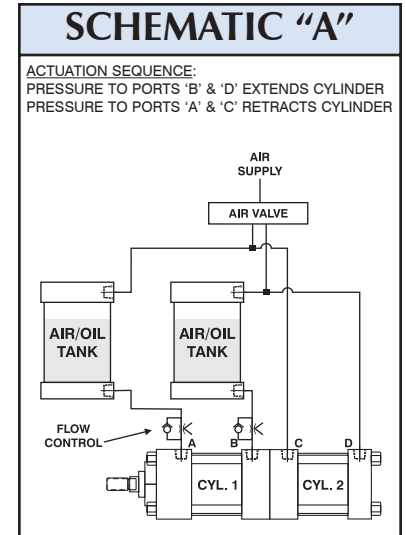 SCHEMATIC “A”
ACTUATION SEQUENCE:
PRESSURE TO PORTS ‘B’ & ‘D’ EXTENDS CYLINDER
PRESSURE TO PORTS ‘A’ & ‘C’ RETRACTS CYLINDER
AIR
SUPPLY
AIR VALVE
AIR/OIL
TANK
AIR/OIL
TANK
FLOW
CONTROL
A B C D
CYL. 1 CYL. 2